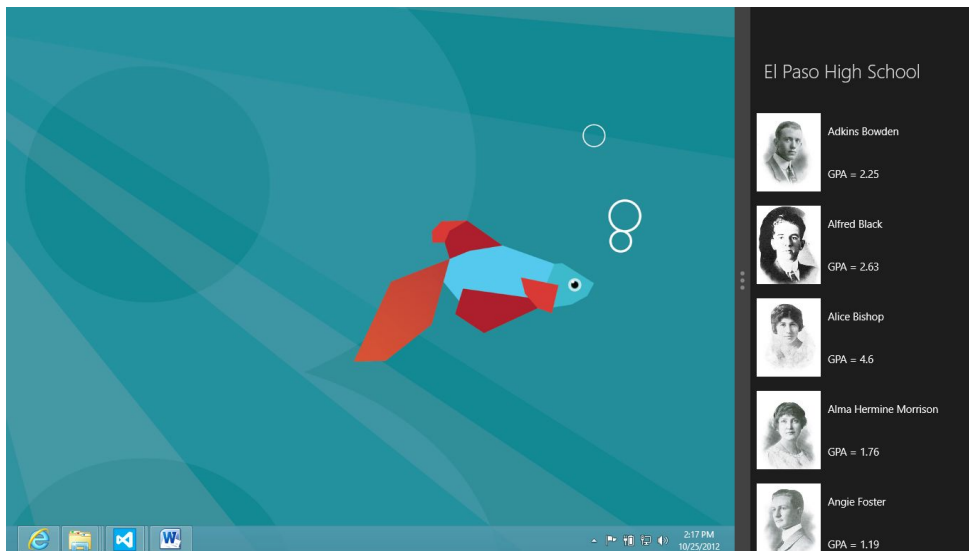 El Paso High School
Adkins Bowden
GPA = 2.25
Alfred Black
GPA = 2.63
Alice Bishop
GPA = 4.6
Alma Hermine Morrison
GPA = 1.76
Angie Foster
GPA = 1.19
2:17 PM
10/25/2012